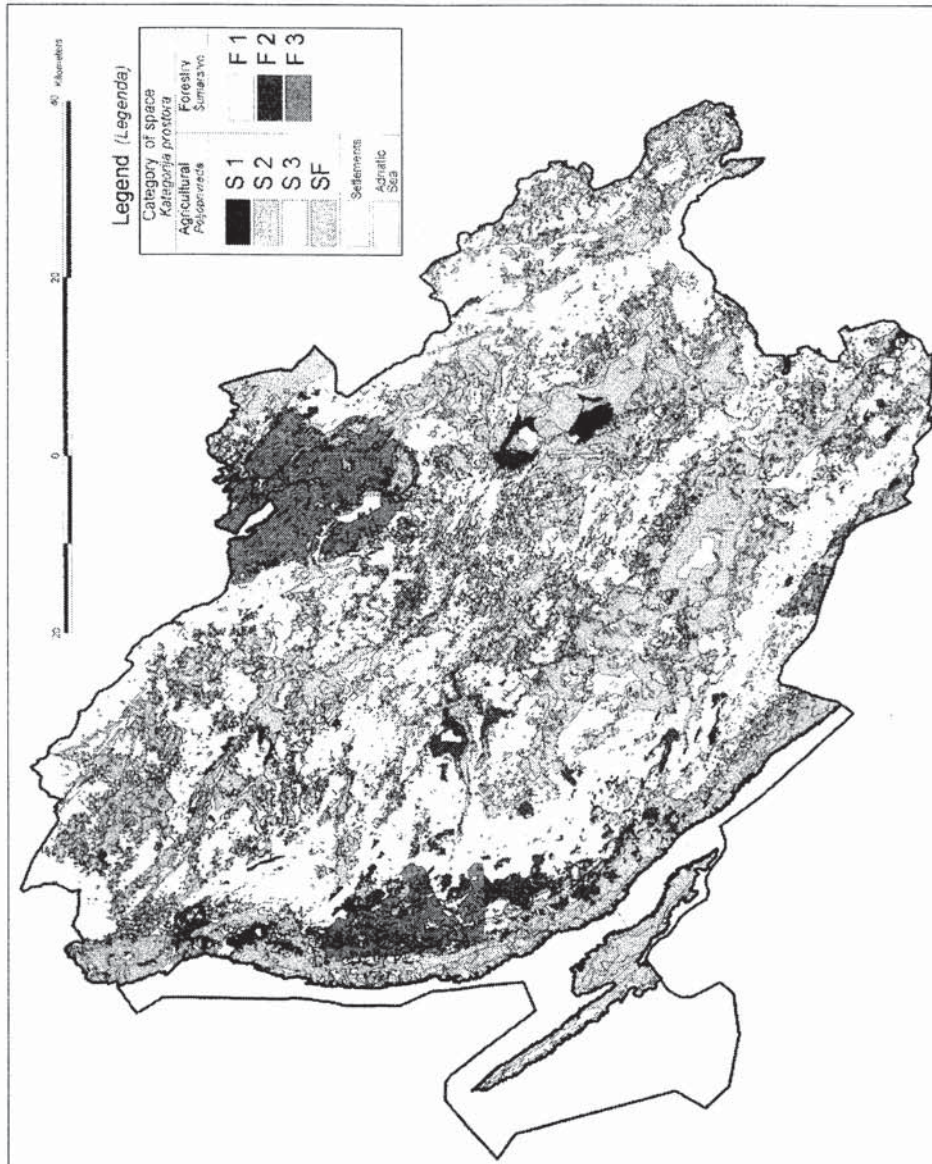 20 0 20 40
Kilometers
Legend (Legenda)
Category of space
Kategorija prostora
Agricultural Forestry
Poljoprivreda Šumarstvo
S 1 F 1
S 2 F 2
S 3 F 3
SF
Settlements
Adriatic
Sea